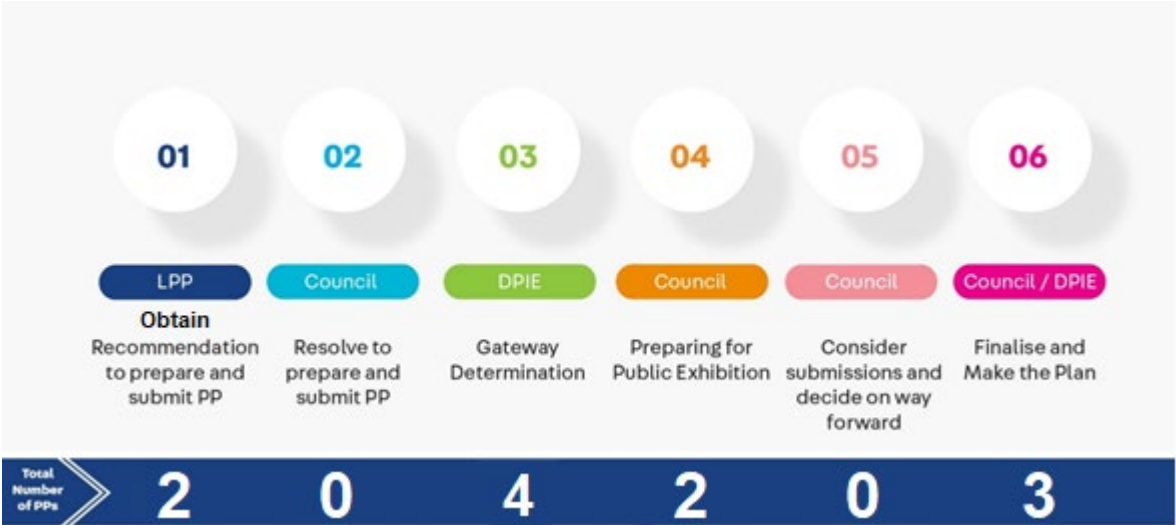 01 02 03 04 05 06
LPP Council DPIE Council Council Council / DPIE
Obtain
Recommendation
to prepare and
submit PP
Resolve to
prepare and
submit PP
Gateway
Determination
Preparing for
Public Exhibition
Consider
submissions and
decide on way
forward
Finalise and
Make the Plan
Total
Number
of PPs
2 0 4 2 0 3